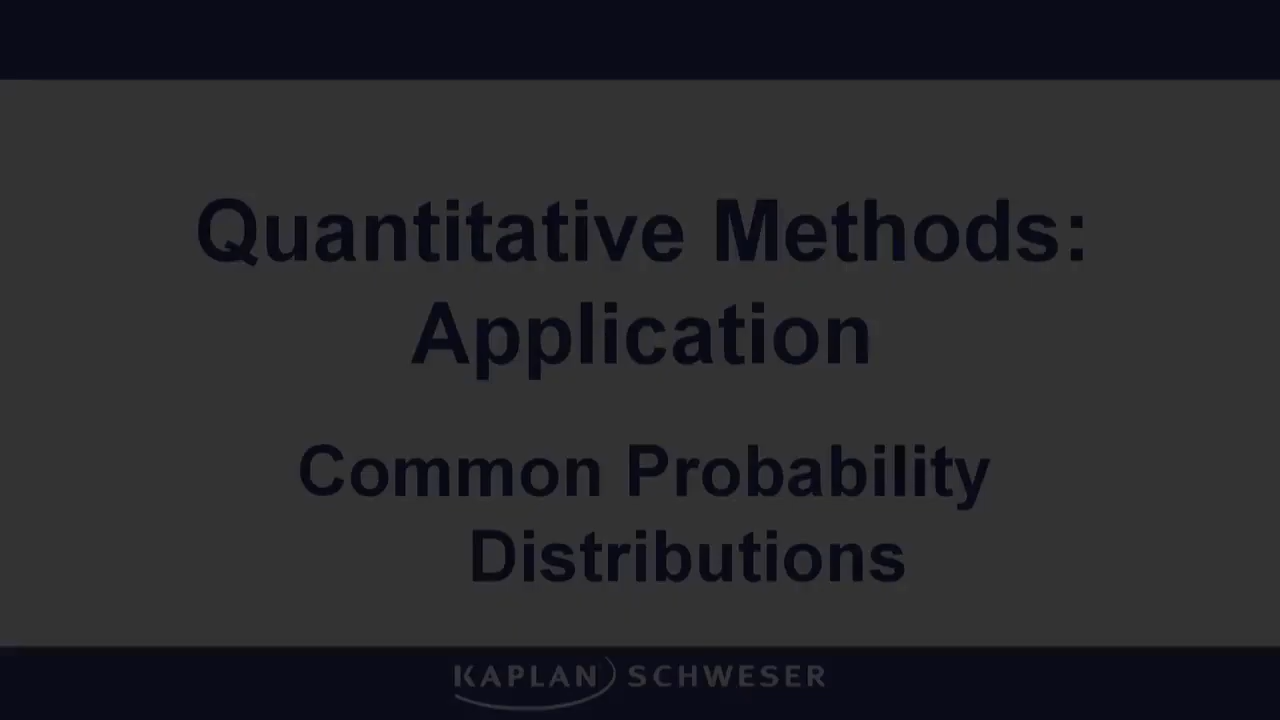 Quantitative Methods:
Application
Common Probability
Distributions
KAPLAN SCHWESER